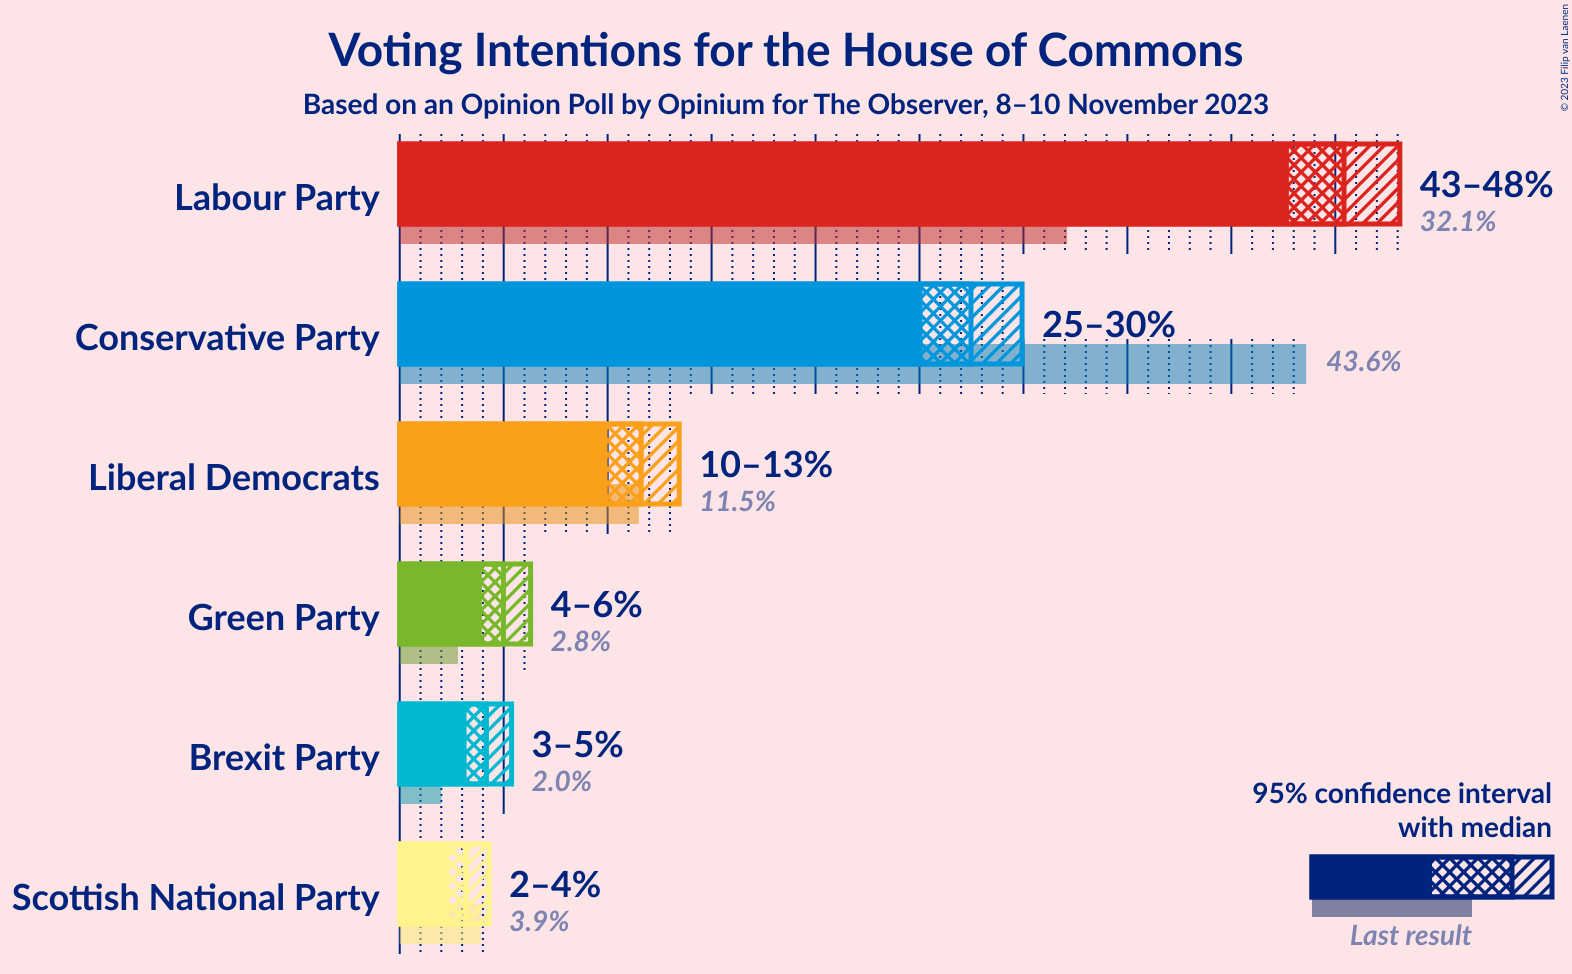 Voting Intentions for the House of Commons
Based on an Opinion Poll by Opinium for The Observer, 8–10 November 2023
© 2023 Filip van Laenen
Labour Party
43–48%
32.1%
Conservative Party
25–30%
43.6%
Liberal Democrats
10–13%
11.5%
Green Party
4–6%
2.8%
Brexit Party
3–5%
2.0%
Scottish National Party
2–4%
3.9%
95% confidence interval
with median
Last result